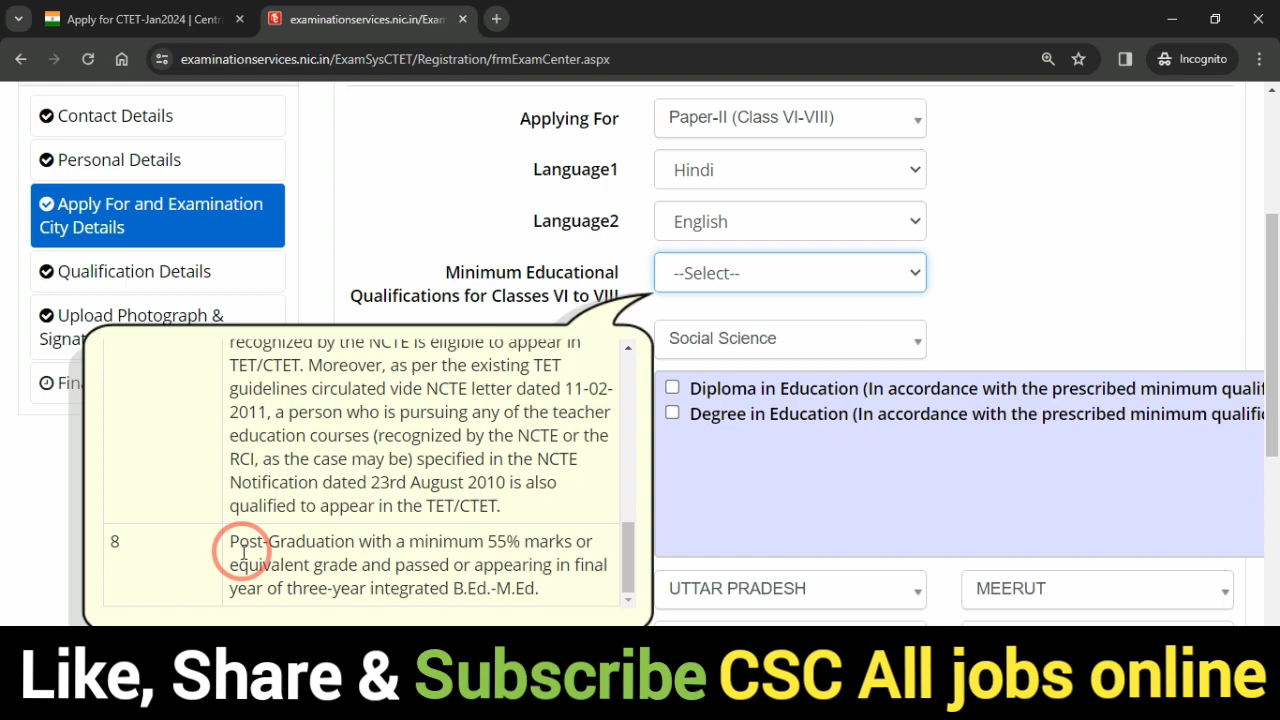 Apply for CTET-Jan2024 | Centr
examinationservices.nic.in/Exam
examinationservices.nic.in/ExamSysCTET/Registration/frmExamCenter.aspx
Incognito
Contact Details
Personal Details
Apply For and Examination
City Details
Qualification Details
Upload Photograph &
Signa
Fin
Applying For
Paper-II (Class VI-VIII)
Language1
Hindi
Language2
English
Minimum Educational
Qualifications for Classes VI to VIII
--Select--
Social Science
Diploma in Education (In accordance with the prescribed minimum qualif
Degree in Education (In accordance with the prescribed minimum qualific
UTTAR PRADESH
MEERUT
recognized by the NCTE is eligible to appear in
TET/CTET. Moreover, as per the existing TET
guidelines circulated vide NCTE letter dated 11-02-
2011, a person who is pursuing any of the teacher
education courses (recognized by the NCTE or the
RCI, as the case may be) specified in the NCTE
Notification dated 23rd August 2010 is also
qualified to appear in the TET/CTET.
8
Post-Graduation with a minimum 55% marks or
equivalent grade and passed or appearing in final
year of three-year integrated B.Ed.-M.Ed.
Like, Share & Subscribe CSC All jobs online